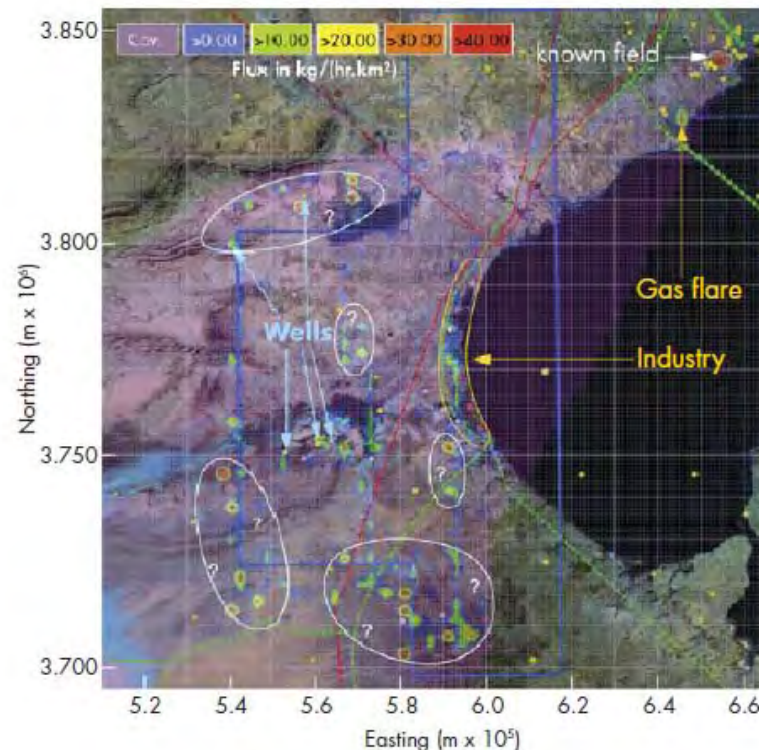 Cov. >0.00 >10.00 >20.00 >30.00 >40.00
Flux in kg/(hr.km²)
known field
Gas flare
Industry
Wells
?
?
?
?
?
?
?
3.850
3.800
3.750
3.700
Northing (m x 10⁶)
5.2 5.4 5.6 5.8 6.0 6.2 6.4 6.6
Easting (m x 10⁵)